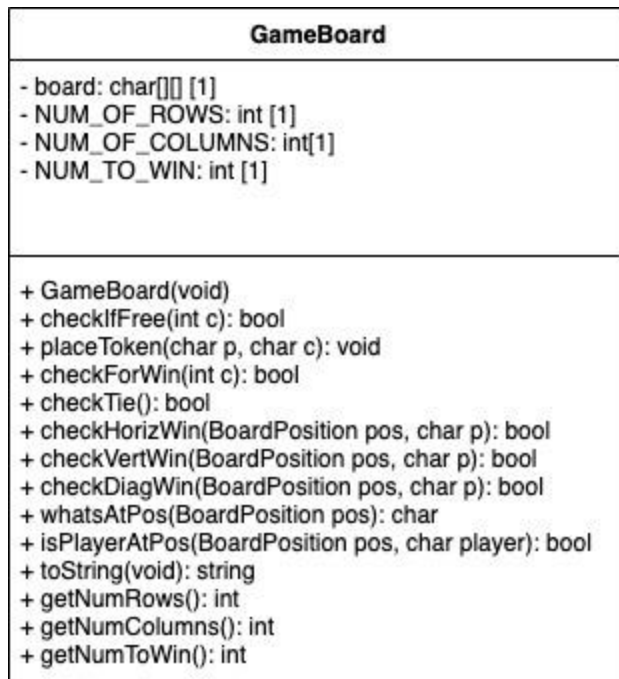 GameBoard
- board: char[][] [1]
- NUM_OF_ROWS: int [1]
- NUM_OF_COLUMNS: int[1]
- NUM_TO_WIN: int [1]
+ GameBoard(void)
+ checkIfFree(int c): bool
+ placeToken(char p, char c): void
+ checkForWin(int c): bool
+ checkTie(): bool
+ checkHorizWin(BoardPosition pos, char p): bool
+ checkVertWin(BoardPosition pos, char p): bool
+ checkDiagWin(BoardPosition pos, char p): bool
+ whatsAtPos(BoardPosition pos): char
+ isPlayerAtPos(BoardPosition pos, char player): bool
+ toString(void): string
+ getNumRows(): int
+ getNumColumns(): int
+ getNumToWin(): int